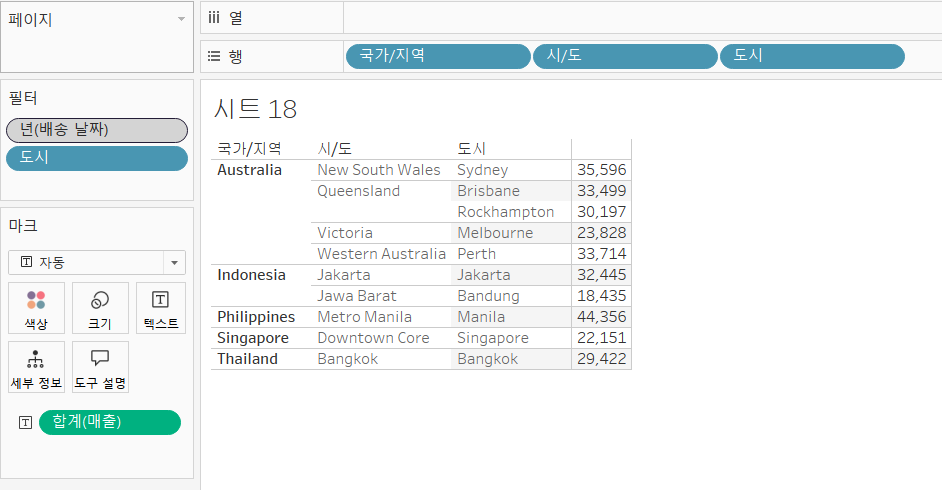 페이지
열
행 국가/지역 시/도 도시
필터
년(배송 날짜)
도시
마크
T 자동
색상 크기 T 텍스트
세부 정보 도구 설명
T 합계(매출)
시트 18
국가/지역 시/도 도시
Australia New South Wales Sydney 35,596
Queensland Brisbane 33,499
Rockhampton 30,197
Victoria Melbourne 23,828
Western Australia Perth 33,714
Indonesia Jakarta Jakarta 32,445
Jawa Barat Bandung 18,435
Philippines Metro Manila Manila 44,356
Singapore Downtown Core Singapore 22,151
Thailand Bangkok Bangkok 29,422